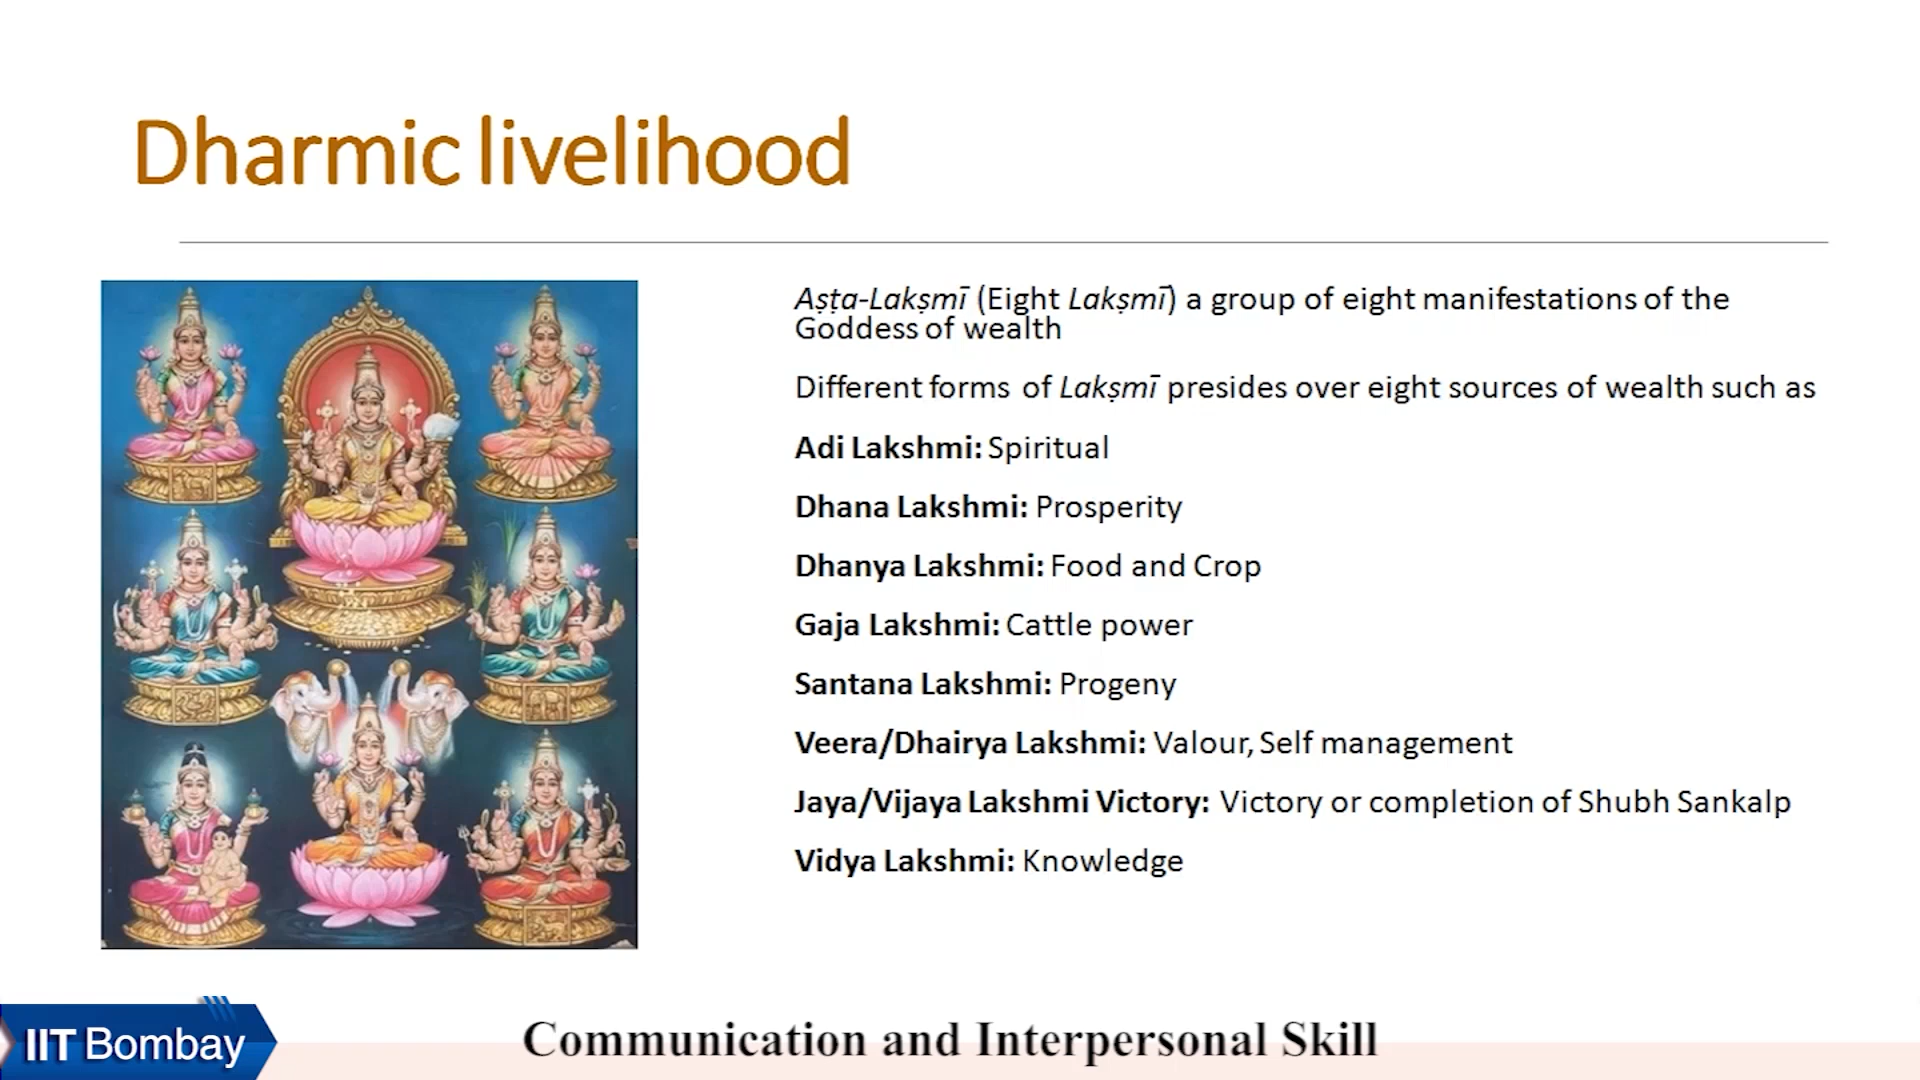 Dharmic livelihood
Aṣṭa-Lakṣmī (Eight Lakṣmī) a group of eight manifestations of the
Goddess of wealth
Different forms of Lakṣmī presides over eight sources of wealth such as
Adi Lakshmi: Spiritual
Dhana Lakshmi: Prosperity
Dhanya Lakshmi: Food and Crop
Gaja Lakshmi: Cattle power
Santana Lakshmi: Progeny
Veera/Dhairya Lakshmi: Valour, Self management
Jaya/Vijaya Lakshmi Victory: Victory or completion of Shubh Sankalp
Vidya Lakshmi: Knowledge
IIT Bombay
Communication and Interpersonal Skill